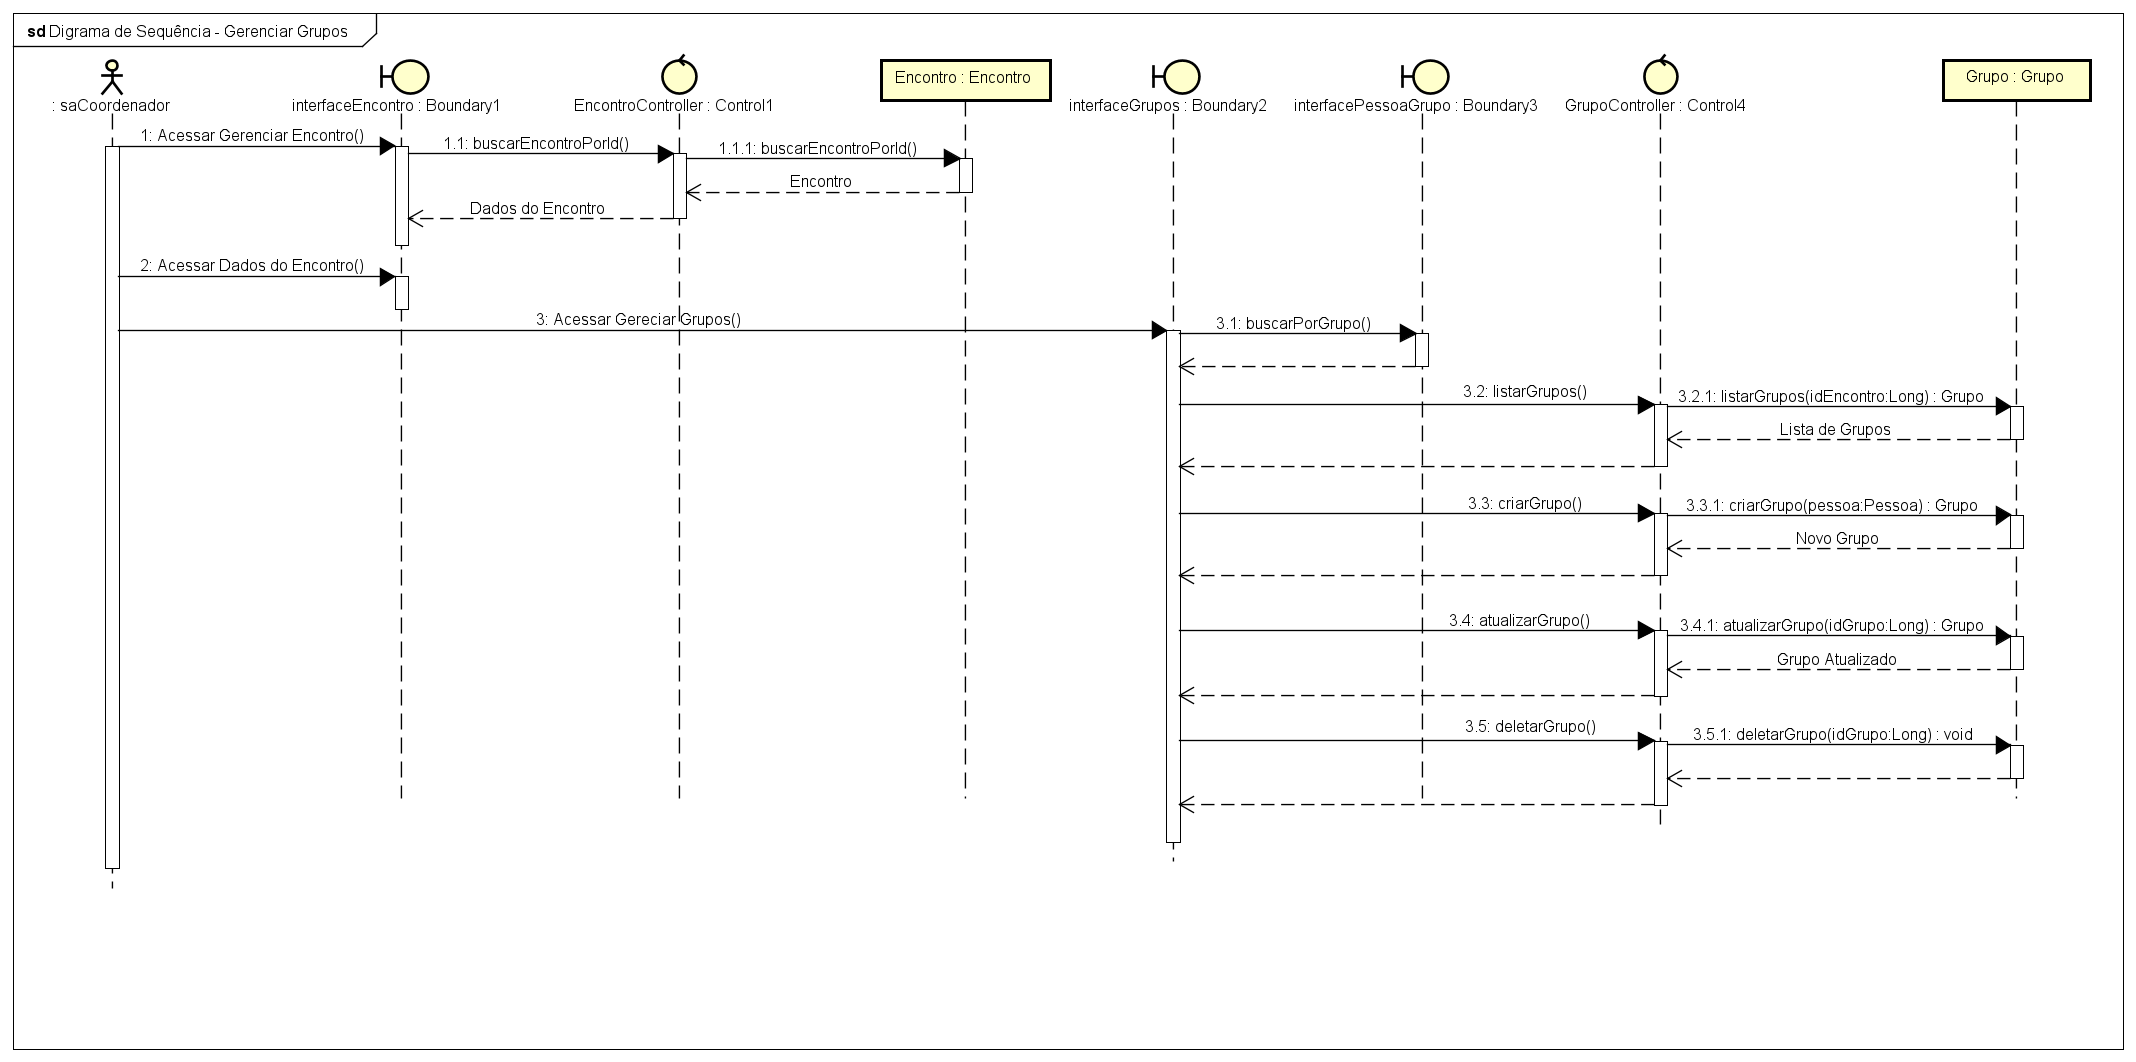 sd Digrama de Sequência - Gerenciar Grupos
: saCoordenador
interfaceEncontro : Boundary1
EncontroController : Control1
Encontro : Encontro
interfaceGrupos : Boundary2
interfacePessoaGrupo : Boundary3
GrupoController : Control4
Grupo : Grupo
1: Acessar Gerenciar Encontro()
1.1: buscarEncontroPorId()
1.1.1: buscarEncontroPorId()
Encontro
Dados do Encontro
2: Acessar Dados do Encontro()
3: Acessar Gereciar Grupos()
3.1: buscarPorGrupo()
3.2: listarGrupos()
3.2.1: listarGrupos(idEncontro:Long) : Grupo
Lista de Grupos
3.3: criarGrupo()
3.3.1: criarGrupo(pessoa:Pessoa) : Grupo
Novo Grupo
3.4: atualizarGrupo()
3.4.1: atualizarGrupo(idGrupo:Long) : Grupo
Grupo Atualizado
3.5: deletarGrupo()
3.5.1: deletarGrupo(idGrupo:Long) : void